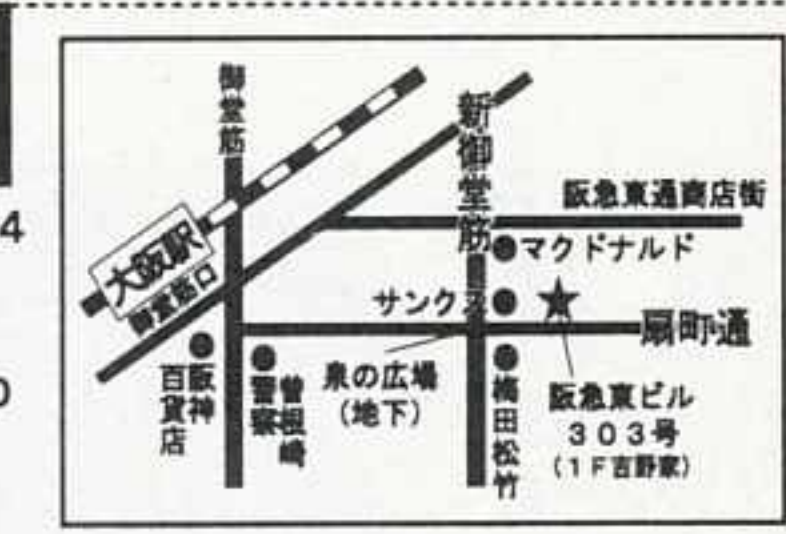 御堂筋
新御堂筋
阪急東通商店街
マクドナルド
大阪駅
御堂筋口
サンクス
扇町通
阪神
百貨店
曽根崎
警察
泉の広場
(地下)
梅田松竹
阪急東ビル
303号
(1F吉野家)
4